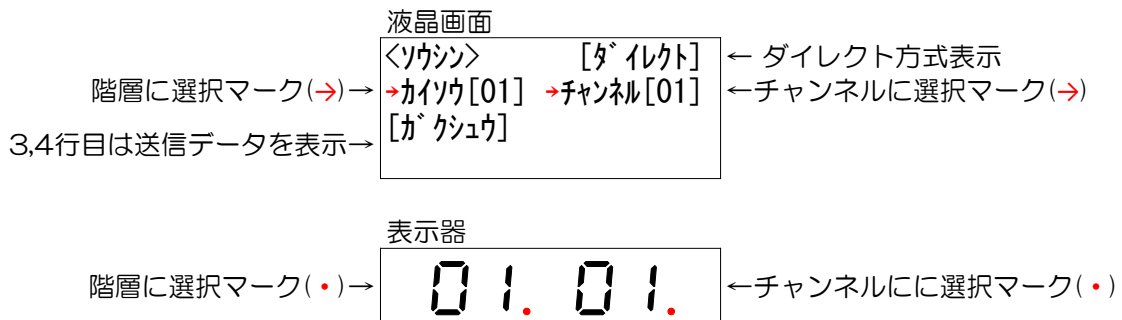 液晶画面
<ソウシン> [ダイレクト] ← ダイレクト方式表示
階層に選択マーク(→)→ →カイソウ[01] →チャンネル[01] ←チャンネルに選択マーク(→)
[ガクシュウ]
3,4行目は送信データを表示→
表示器
階層に選択マーク(・)→ 01. 01. ←チャンネルにに選択マーク(・)